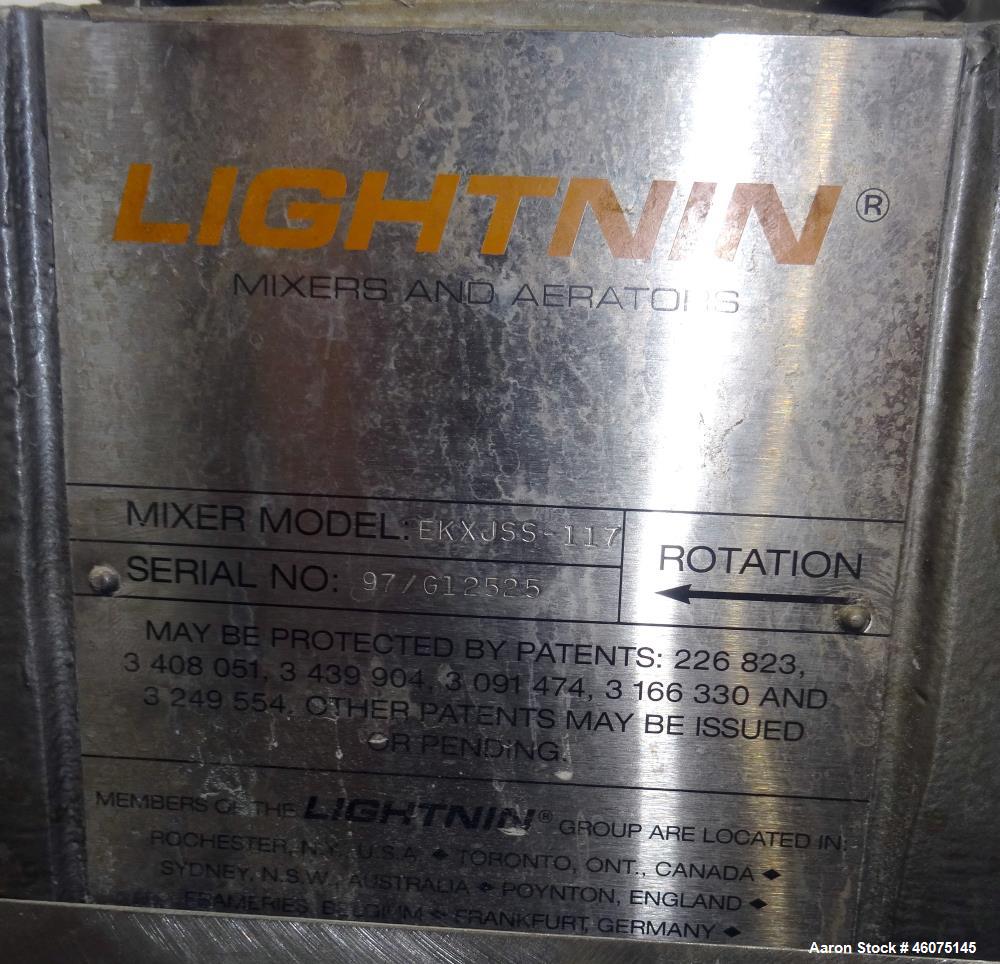 LIGHTNIN®
MIXERS AND AERATORS
MIXER MODEL: EKXJSS-117
SERIAL NO: 97/G12525
ROTATION
MAY BE PROTECTED BY PATENTS: 226 823,
3 408 051, 3 439 904, 3 091 474, 3 166 330 AND
3 249 554. OTHER PATENTS MAY BE ISSUED
OR PENDING.
MEMBERS OF THE LIGHTNIN® GROUP ARE LOCATED IN:
ROCHESTER, N.Y., U.S.A. ◆ TORONTO, ONT., CANADA ◆
SYDNEY, N.S.W., AUSTRALIA ◆ POYNTON, ENGLAND ◆
FRAMERIES, BELGIUM ◆ FRANKFURT, GERMANY ◆
Aaron Stock # 46075145